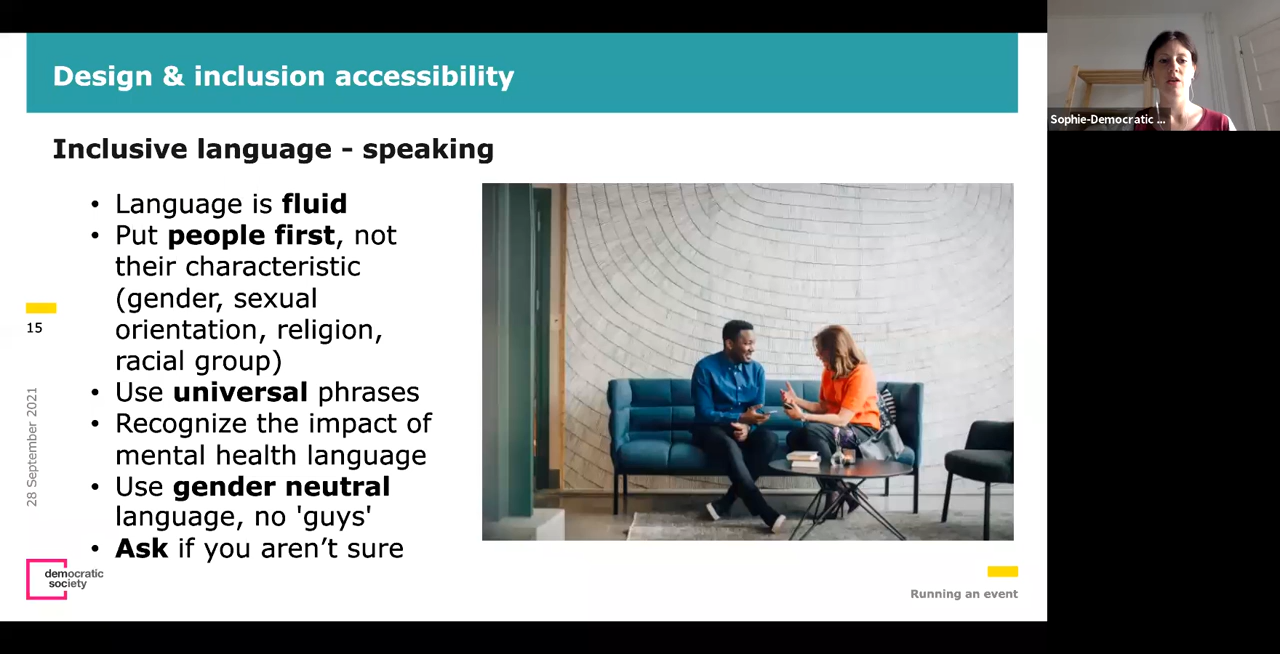 Design & inclusion accessibility
Sophie-Democratic ...
Inclusive language - speaking
• Language is fluid
• Put people first, not
their characteristic
(gender, sexual
orientation, religion,
racial group)
• Use universal phrases
• Recognize the impact of
mental health language
• Use gender neutral
language, no 'guys'
• Ask if you aren’t sure
15
28 September 2021
democratic
society
Running an event